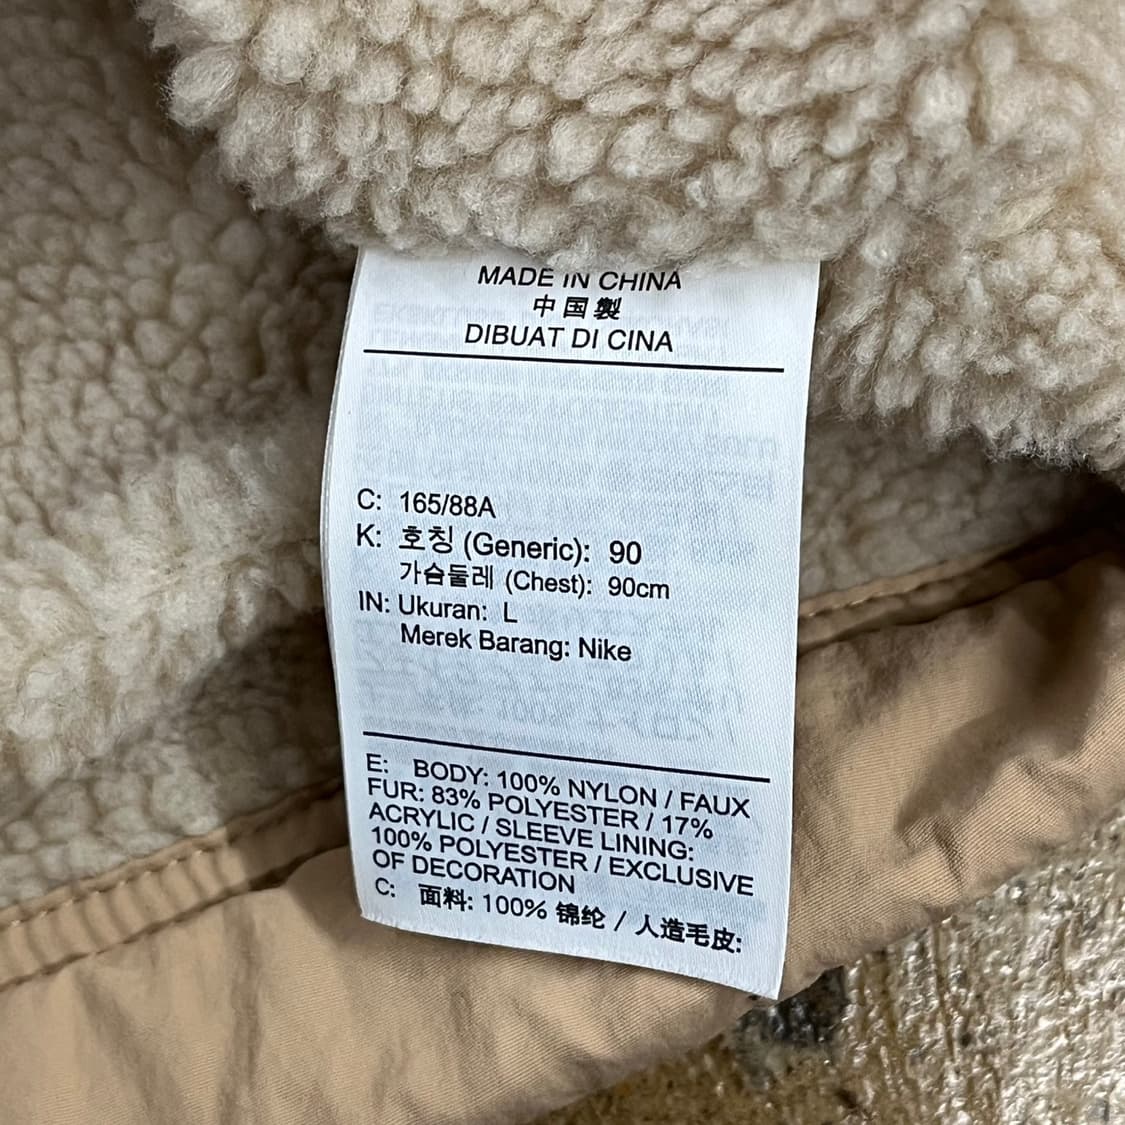 MADE IN CHINA
中国製
DIBUAT DI CINA
C: 165/88A
K: 호칭 (Generic): 90
가슴둘레 (Chest): 90cm
IN: Ukuran: L
Merek Barang: Nike
E: BODY: 100% NYLON / FAUX
FUR: 83% POLYESTER / 17%
ACRYLIC / SLEEVE LINING:
100% POLYESTER / EXCLUSIVE
OF DECORATION
C: 面料: 100% 锦纶 / 人造毛皮: